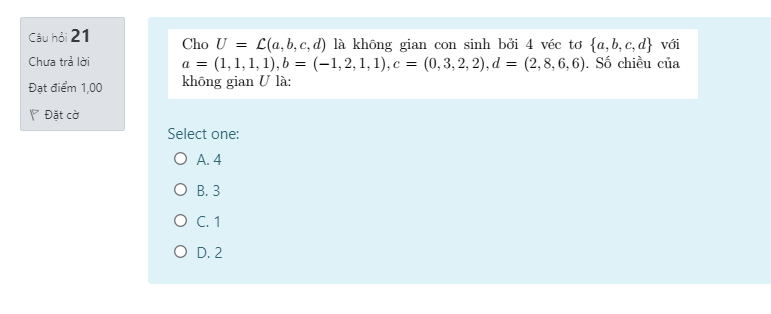 Câu hỏi 21
Chưa trả lời
Đạt điểm 1,00
Đặt cờ
Cho U = ℒ(a, b, c, d) là không gian con sinh bởi 4 véc tơ {a, b, c, d} với
a = (1, 1, 1, 1), b = (−1, 2, 1, 1), c = (0, 3, 2, 2), d = (2, 8, 6, 6). Số chiều của
không gian U là:
Select one:
A. 4
B. 3
C. 1
D. 2